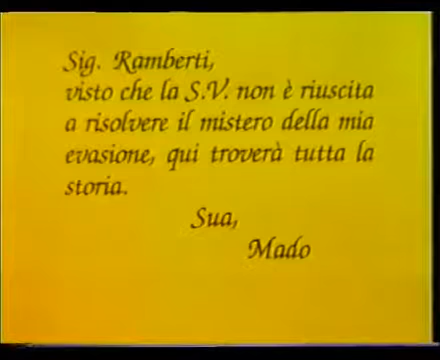 Sig. Ramberti,
visto che la S.V. non è riuscita
a risolvere il mistero della mia
evasione, qui troverà tutta la
storia.
Sua,
Mado